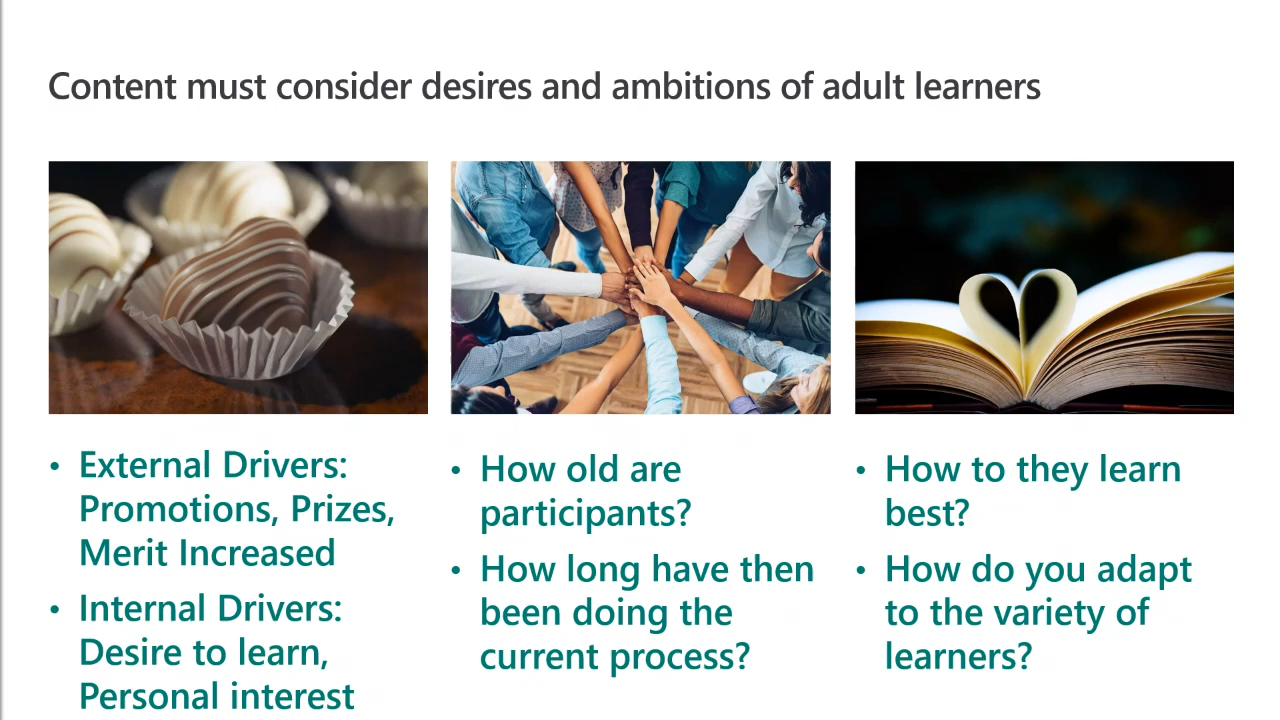 Content must consider desires and ambitions of adult learners
• External Drivers:
Promotions, Prizes,
Merit Increased
• Internal Drivers:
Desire to learn,
Personal interest
• How old are
participants?
• How long have then
been doing the
current process?
• How to they learn
best?
• How do you adapt
to the variety of
learners?